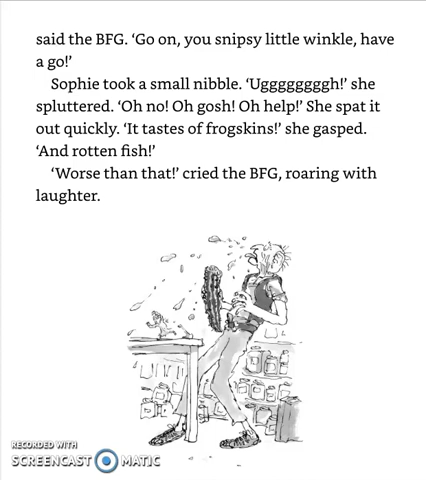 said the BFG. ‘Go on, you snipsy little winkle, have
a go!’
Sophie took a small nibble. ‘Uggggggggh!’ she
spluttered. ‘Oh no! Oh gosh! Oh help!’ She spat it
out quickly. ‘It tastes of frogskins!’ she gasped.
‘And rotten fish!’
‘Worse than that!’ cried the BFG, roaring with
laughter.
RECORDED WITH
SCREENCAST MATIC